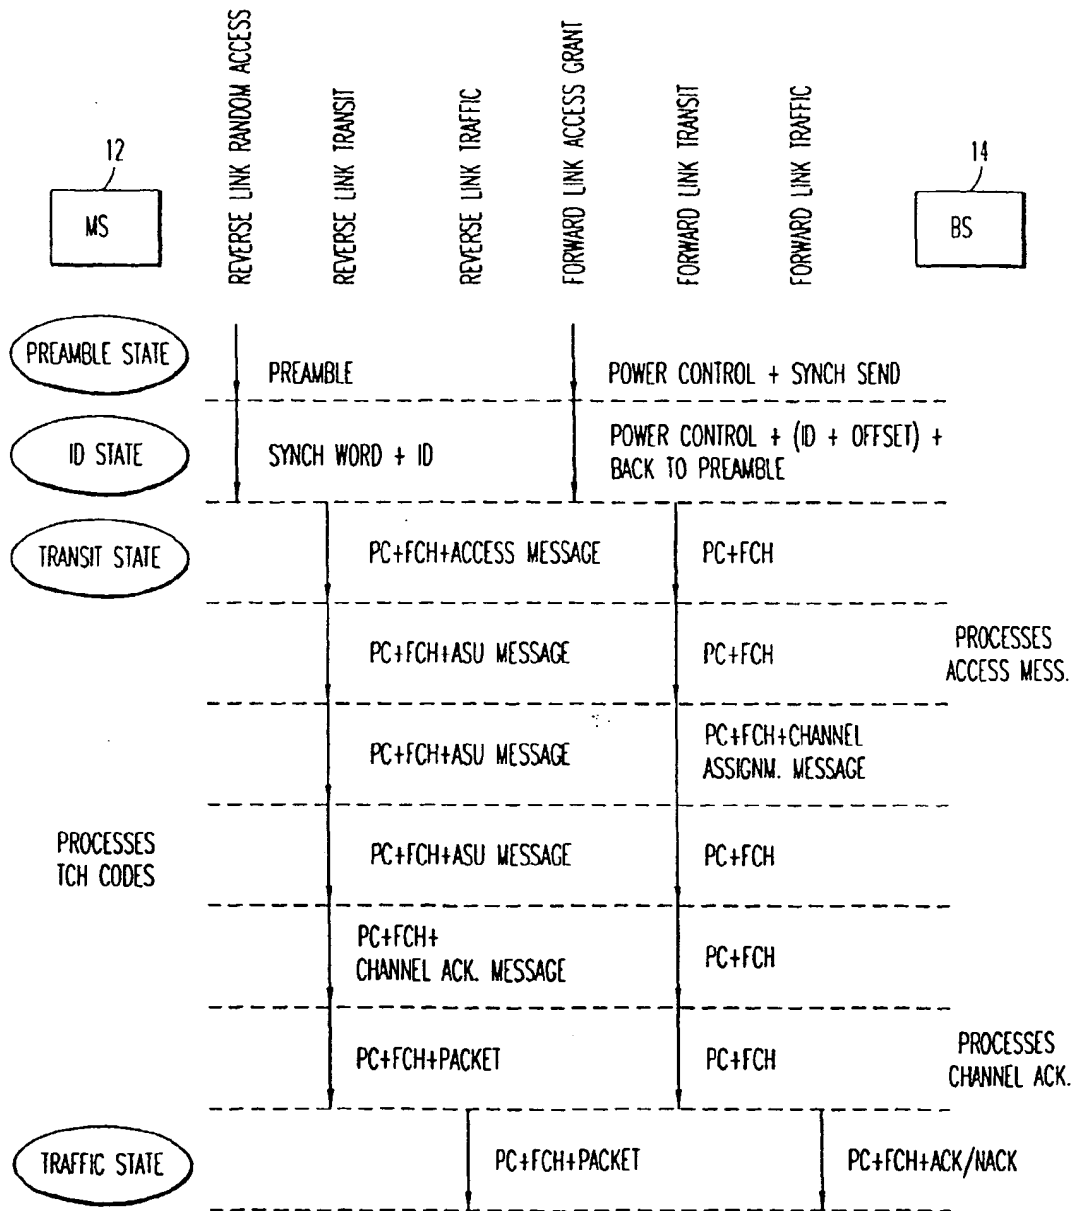 REVERSE LINK RANDOM ACCESS
REVERSE LINK TRANSIT
REVERSE LINK TRAFFIC
FORWARD LINK ACCESS GRANT
FORWARD LINK TRANSIT
FORWARD LINK TRAFFIC
12
MS
14
BS
PREAMBLE STATE
PREAMBLE
POWER CONTROL + SYNCH SEND
ID STATE
SYNCH WORD + ID
POWER CONTROL + (ID + OFFSET) +
BACK TO PREAMBLE
TRANSIT STATE
PC+FCH+ACCESS MESSAGE
PC+FCH
PC+FCH+ASU MESSAGE
PC+FCH
PROCESSES
ACCESS MESS.
PC+FCH+ASU MESSAGE
PC+FCH+CHANNEL
ASSIGNM. MESSAGE
PROCESSES
TCH CODES
PC+FCH+ASU MESSAGE
PC+FCH
PC+FCH+
CHANNEL ACK. MESSAGE
PC+FCH
PC+FCH+PACKET
PC+FCH
PROCESSES
CHANNEL ACK.
TRAFFIC STATE
PC+FCH+PACKET
PC+FCH+ACK/NACK